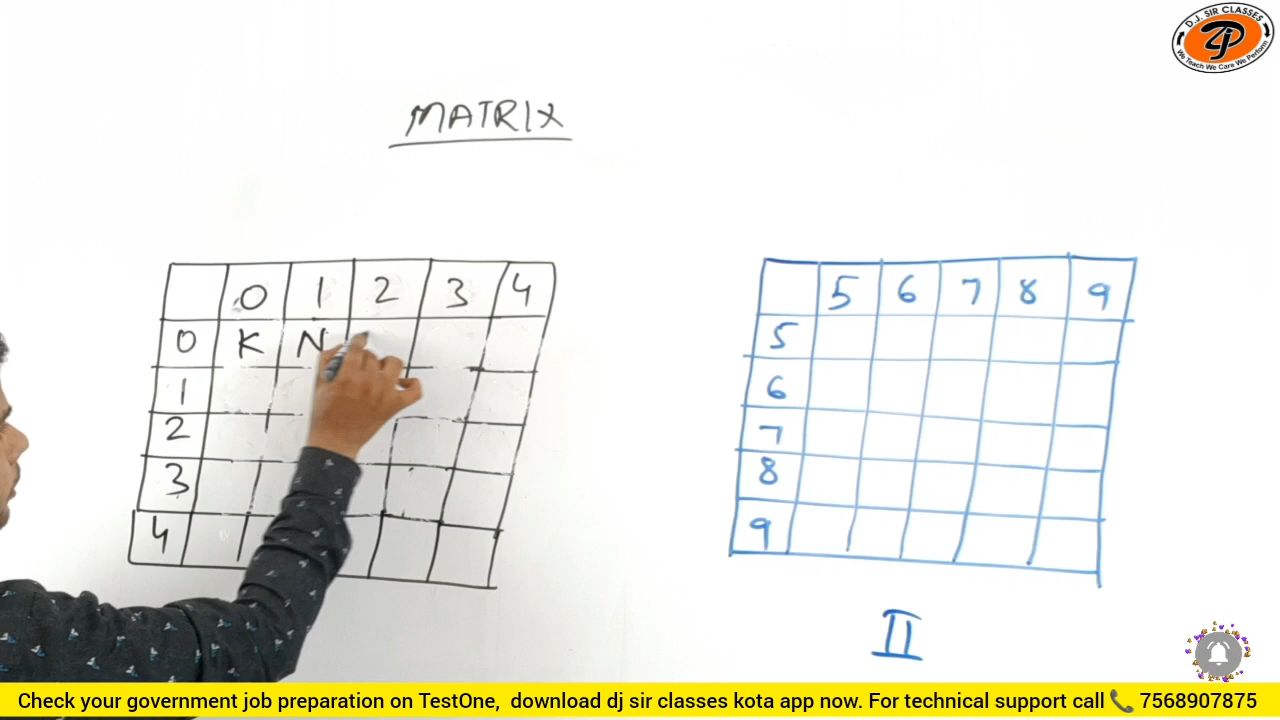 D.J. SIR CLASSES
ZJ
We Teach We Care We Perform
MATRIX
0 1 2 3 4
0 K N
1
2
3
4
5 6 7 8 9
5
6
7
8
9
II
Check your government job preparation on TestOne, download dj sir classes kota app now. For technical support call 📞 7568907875